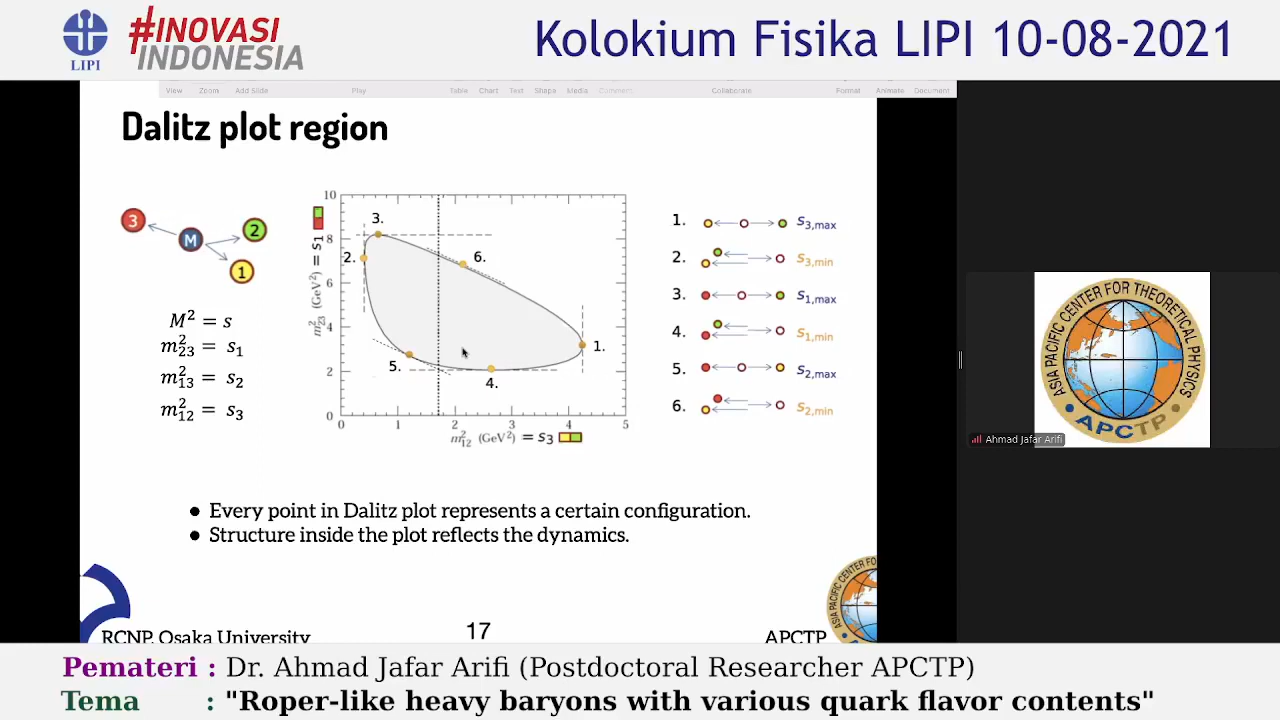 LIPI
#INOVASI
INDONESIA
Kolokium Fisika LIPI 10-08-2021
View Zoom Add Slide Play Table Chart Text Shape Media Comment Collaborate Format Animate Document
Dalitz plot region
3 M 2 1
M² = s
m²₂₃ = s₁
m²₁₃ = s₂
m²₁₂ = s₃
m²₂₃ (GeV²) = s₁
10
8
6
4
2
0
0 1 2 3 4 5
m²₁₂ (GeV²) = s₃
3.
2.
6.
1.
5.
4.
1. s₃,max
2. s₃,min
3. s₁,max
4. s₁,min
5. s₂,max
6. s₂,min
● Every point in Dalitz plot represents a certain configuration.
● Structure inside the plot reflects the dynamics.
RCNP, Osaka University
17
APCTP
ASIA PACIFIC CENTER FOR THEORETICAL PHYSICS
APCTP
Ahmad Jafar Arifi
Pemateri : Dr. Ahmad Jafar Arifi (Postdoctoral Researcher APCTP)
Tema : "Roper-like heavy baryons with various quark flavor contents"